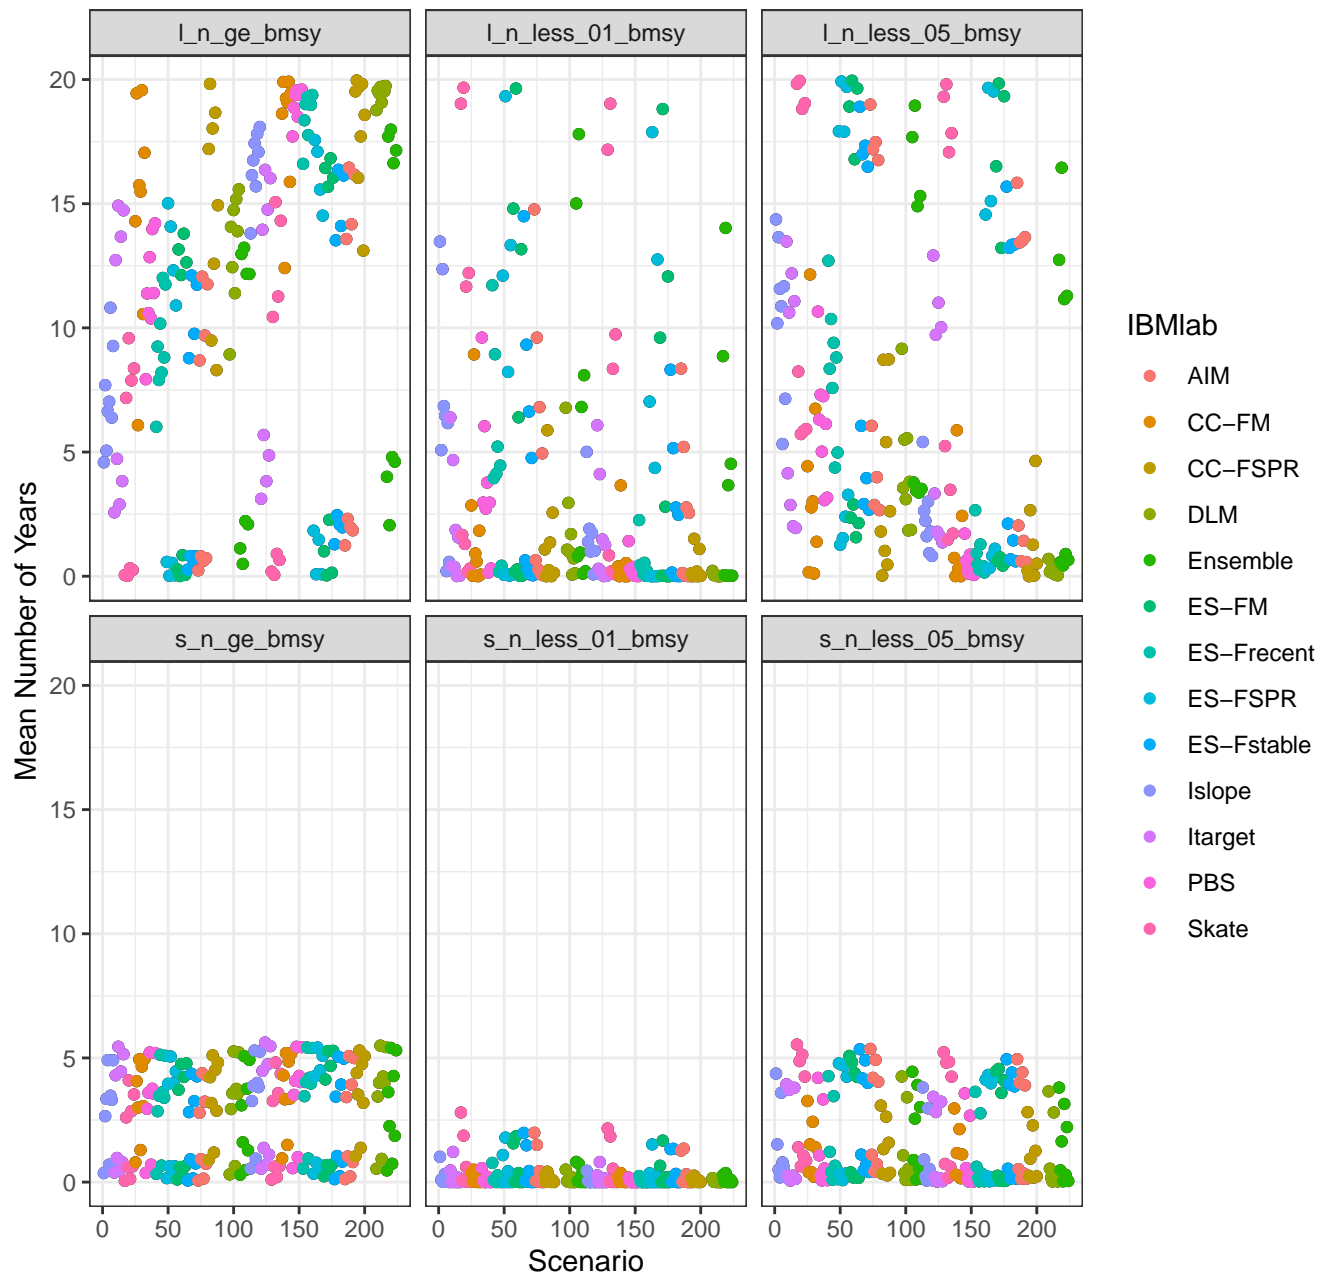 l_n_ge_bmsy
l_n_less_01_bmsy
l_n_less_05_bmsy
20
15
10
5
0
s_n_ge_bmsy
s_n_less_01_bmsy
s_n_less_05_bmsy
20
15
10
5
0
0 50 100 150 200
0 50 100 150 200
0 50 100 150 200
Scenario
Mean Number of Years
IBMlab
AIM
CC−FM
CC−FSPR
DLM
Ensemble
ES−FM
ES−Frecent
ES−FSPR
ES−Fstable
Islope
Itarget
PBS
Skate